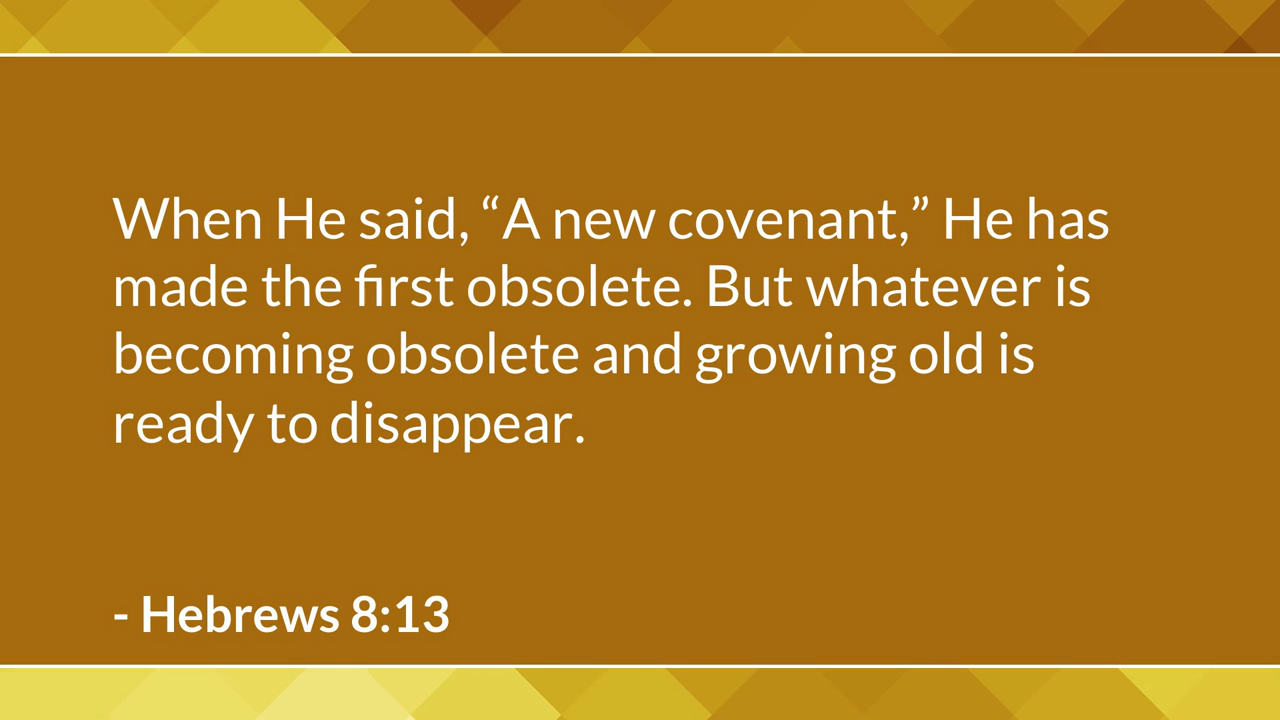 When He said, “A new covenant,” He has
made the first obsolete. But whatever is
becoming obsolete and growing old is
ready to disappear.
- Hebrews 8:13